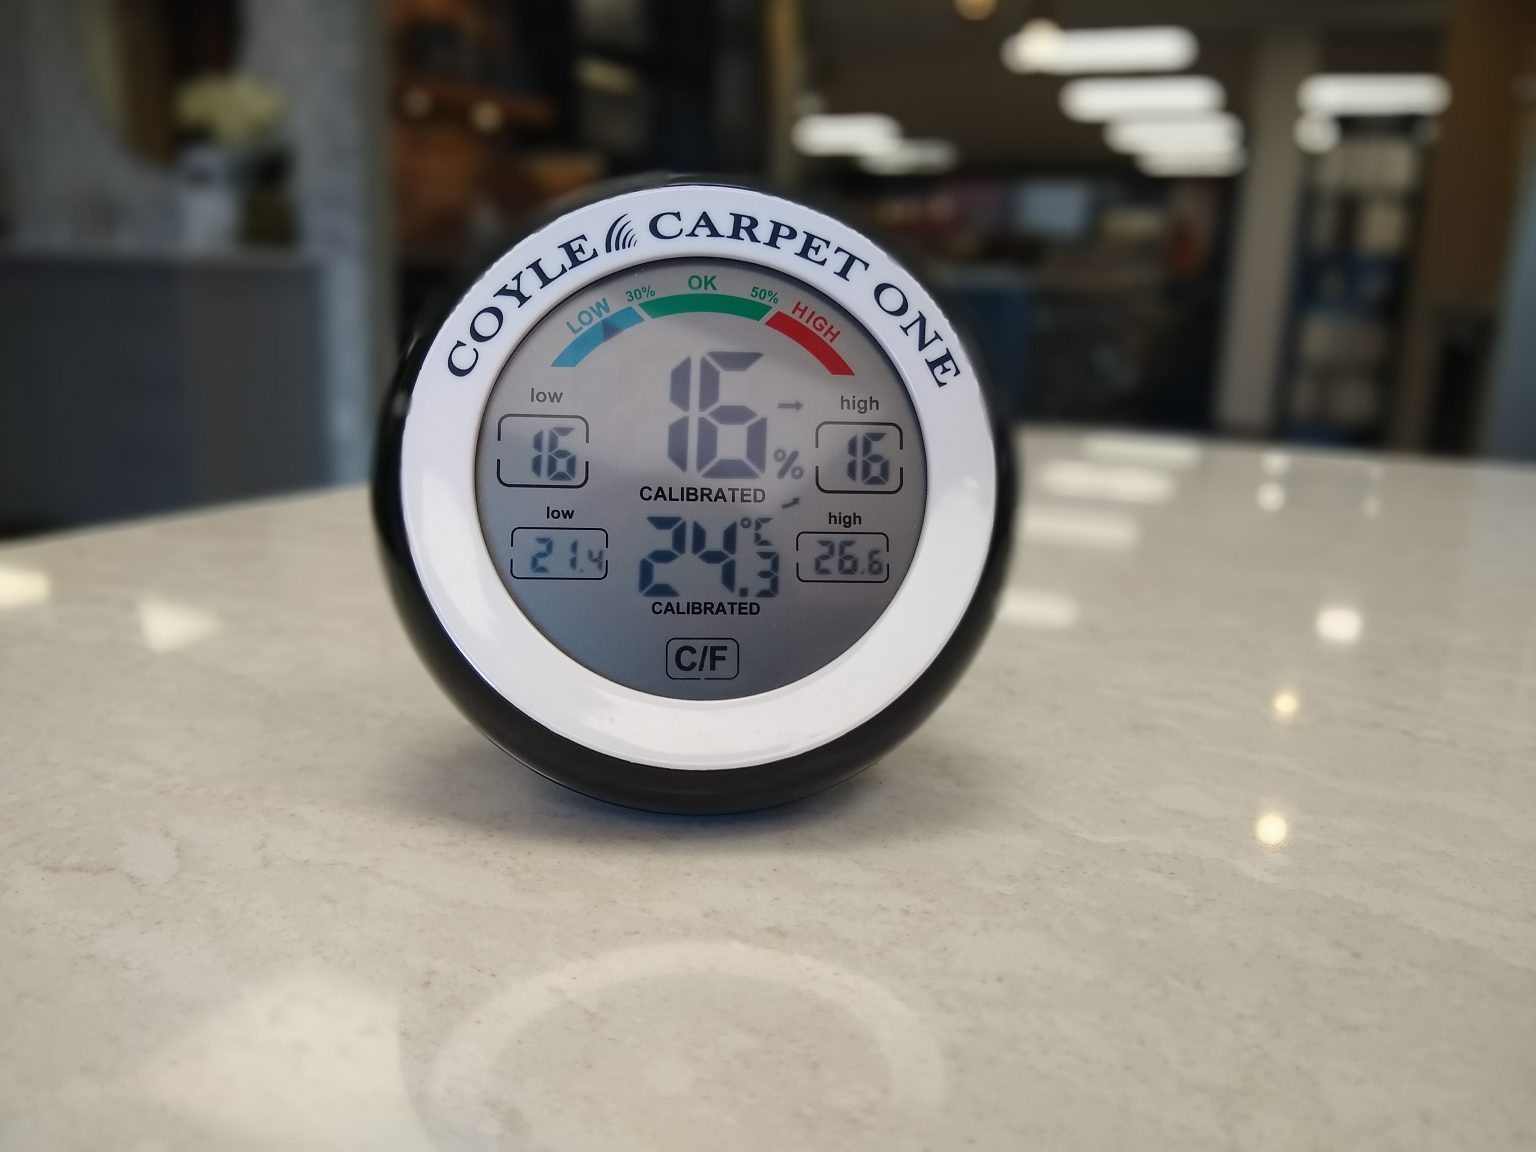 COYLE CARPET ONE
LOW 30% OK 50% HIGH
low 16 16 % → high 16
CALIBRATED
low 21.4 24.3 °C high 26.6
CALIBRATED
C/F